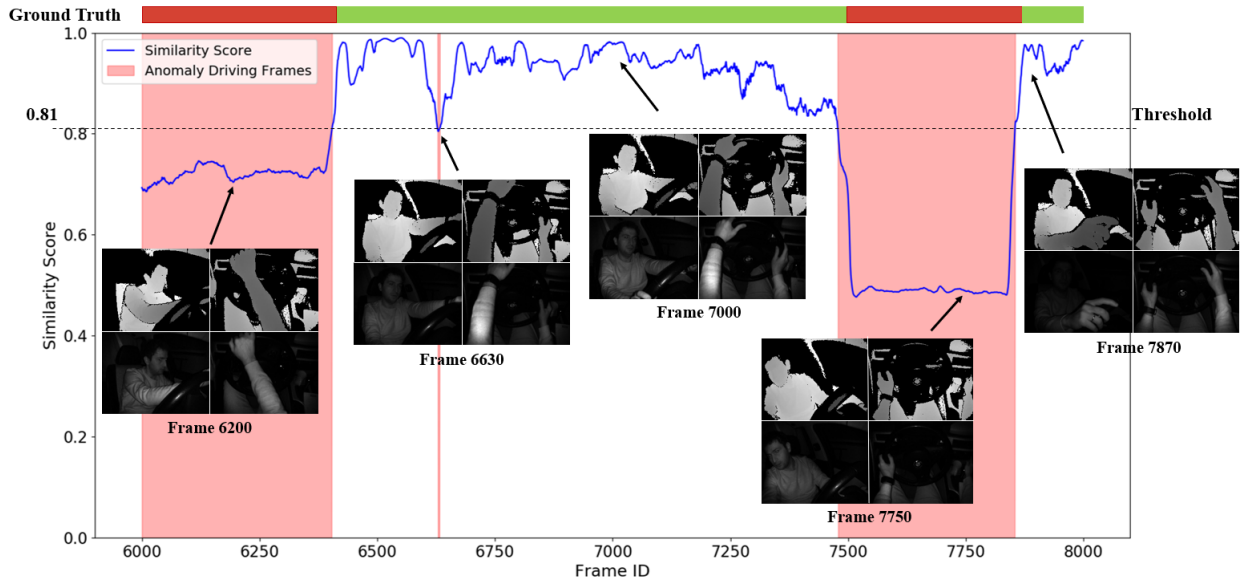 Ground Truth
1.0
Similarity Score
Anomaly Driving Frames
0.81
0.8
Threshold
0.6
Similarity Score
0.4
0.2
0.0
Frame 6200
Frame 6630
Frame 7000
Frame 7750
Frame 7870
6000 6250 6500 6750 7000 7250 7500 7750 8000
Frame ID